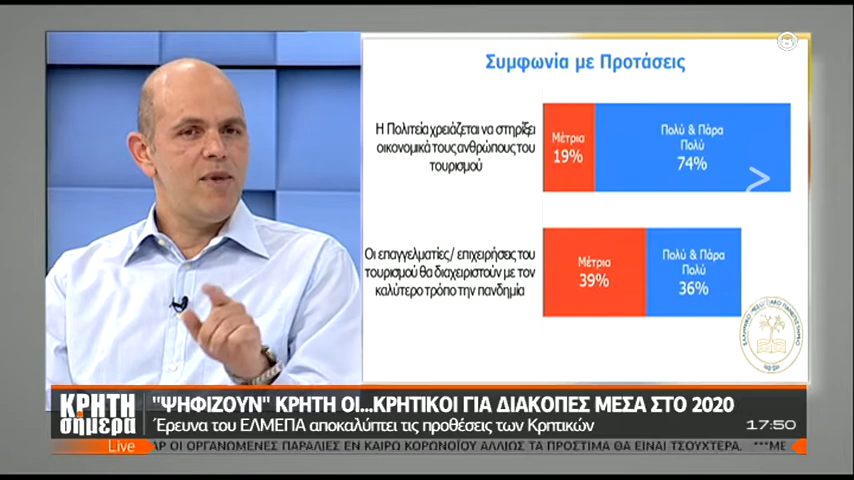 Συμφωνία με Προτάσεις
Η Πολιτεία χρειάζεται να στηρίξει
οικονομικά τους ανθρώπους του
τουρισμού
Μέτρια
19%
Πολύ & Πάρα
Πολύ
74%
Οι επαγγελματίες/ επιχειρήσεις του
τουρισμού θα διαχειριστούν με τον
καλύτερο τρόπο την πανδημία
Μέτρια
39%
Πολύ & Πάρα
Πολύ
36%
ΚΡΗΤΗ
σήμερα
"ΨΗΦΙΖΟΥΝ" ΚΡΗΤΗ ΟΙ...ΚΡΗΤΙΚΟΙ ΓΙΑ ΔΙΑΚΟΠΕΣ ΜΕΣΑ ΣΤΟ 2020
Έρευνα του ΕΛΜΕΠΑ αποκαλύπτει τις προθέσεις των Κρητικών
17:50
Live
ΑΡ ΟΙ ΟΡΓΑΝΩΜΕΝΕΣ ΠΑΡΑΛΙΕΣ ΕΝ ΚΑΙΡΩ ΚΟΡΩΝΟΪΟΥ ΑΛΛΙΩΣ ΤΑ ΠΡΟΣΤΙΜΑ ΘΑ ΕΙΝΑΙ ΤΣΟΥΧΤΕΡΑ, ***ΜΕ